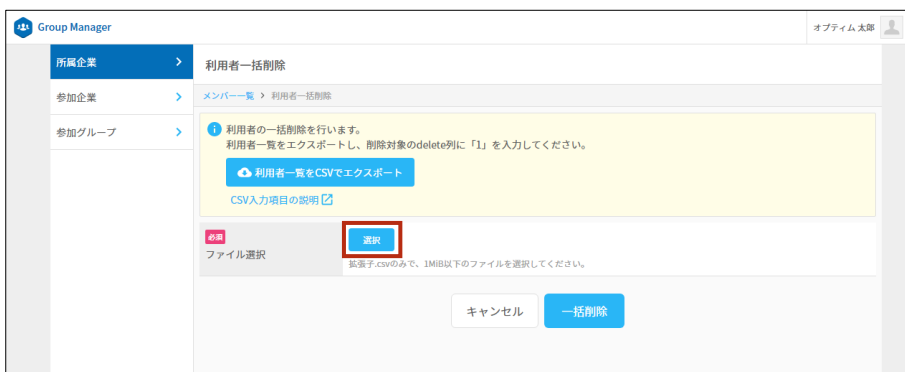 Group Manager
オプティム 太郎
所属企業
参加企業
参加グループ
利用者一括削除
メンバー一覧 > 利用者一括削除
利用者の一括削除を行います。
利用者一覧をエクスポートし、削除対象のdelete列に「1」を入力してください。
利用者一覧をCSVでエクスポート
CSV入力項目の説明
必須
ファイル選択
選択
拡張子.csvのみで、1MiB以下のファイルを選択してください。
キャンセル
一括削除